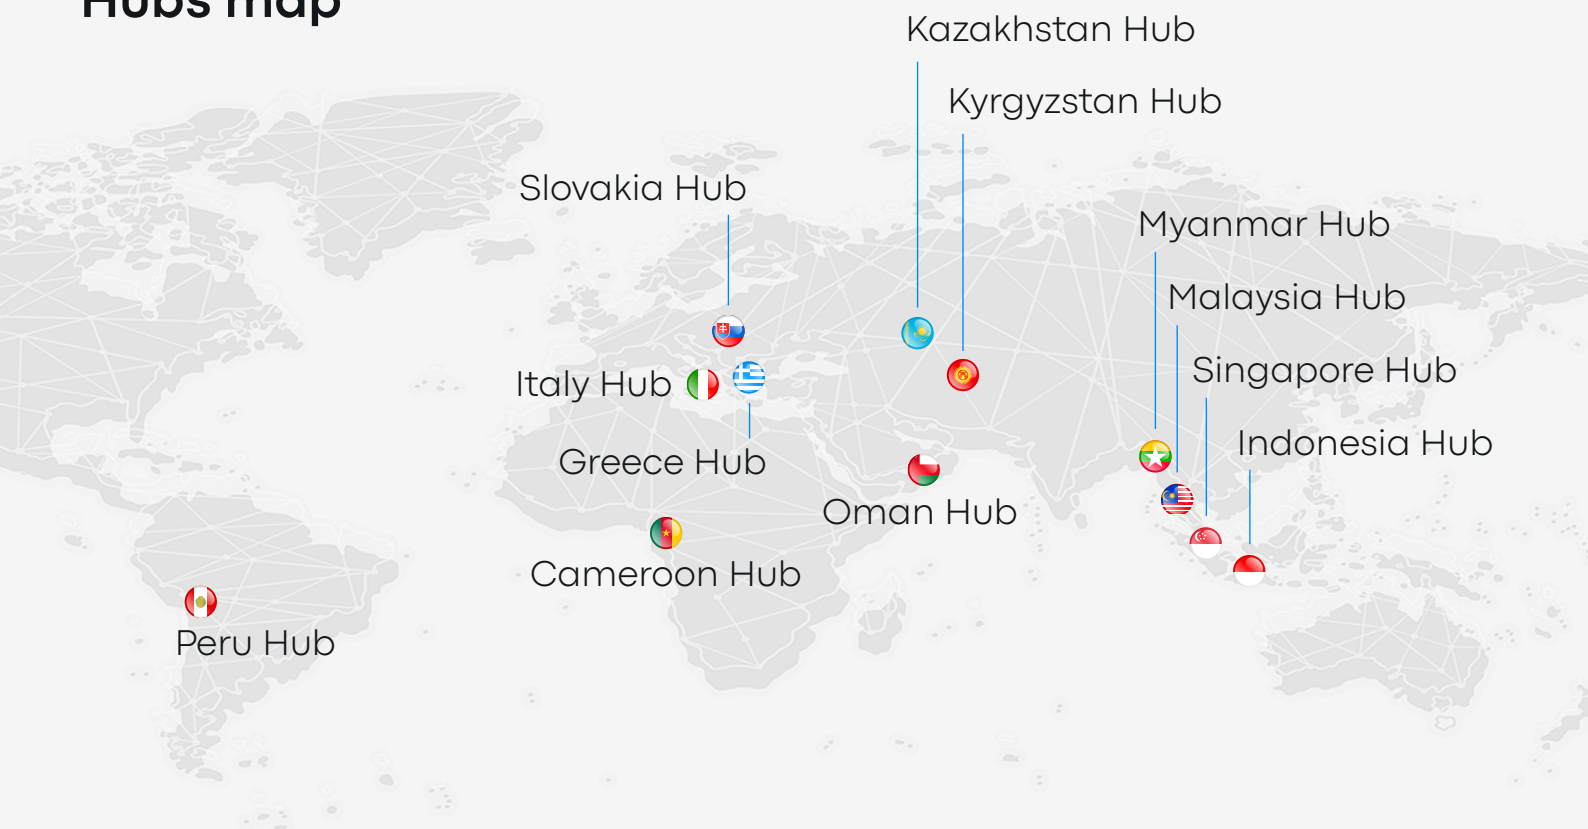 Hubs map
Kazakhstan Hub
Kyrgyzstan Hub
Slovakia Hub
Myanmar Hub
Malaysia Hub
Italy Hub
Singapore Hub
Greece Hub
Indonesia Hub
Oman Hub
Cameroon Hub
Peru Hub